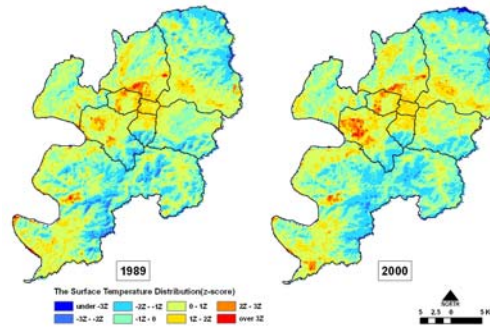 1989
2000
The Surface Temperature Distribution(z-score)
under -3Z
-2Z - -1Z
0 - 1Z
2Z - 3Z
-3Z - -2Z
-1Z - 0
1Z - 2Z
over 3Z
5 2.5 0 5